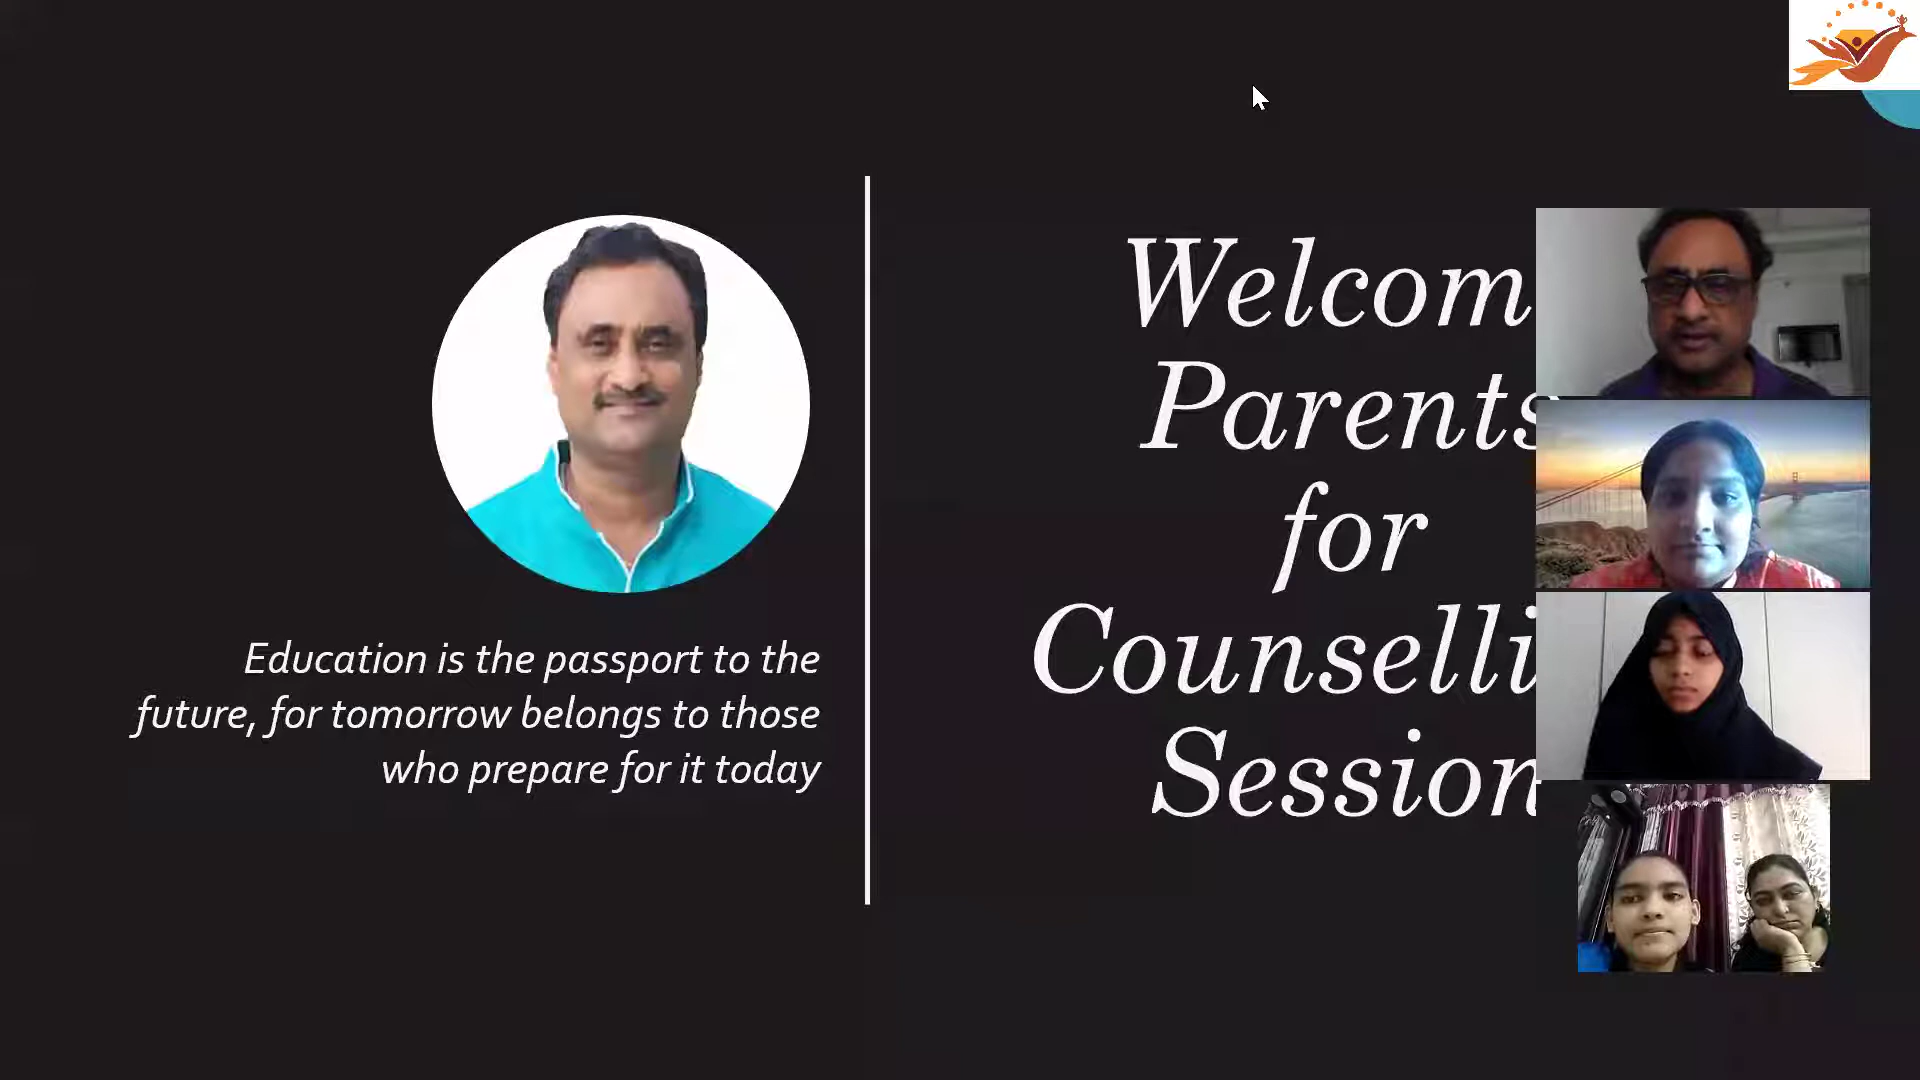 Education is the passport to the
future, for tomorrow belongs to those
who prepare for it today
Welcom
Parents
for
Counselli
Session